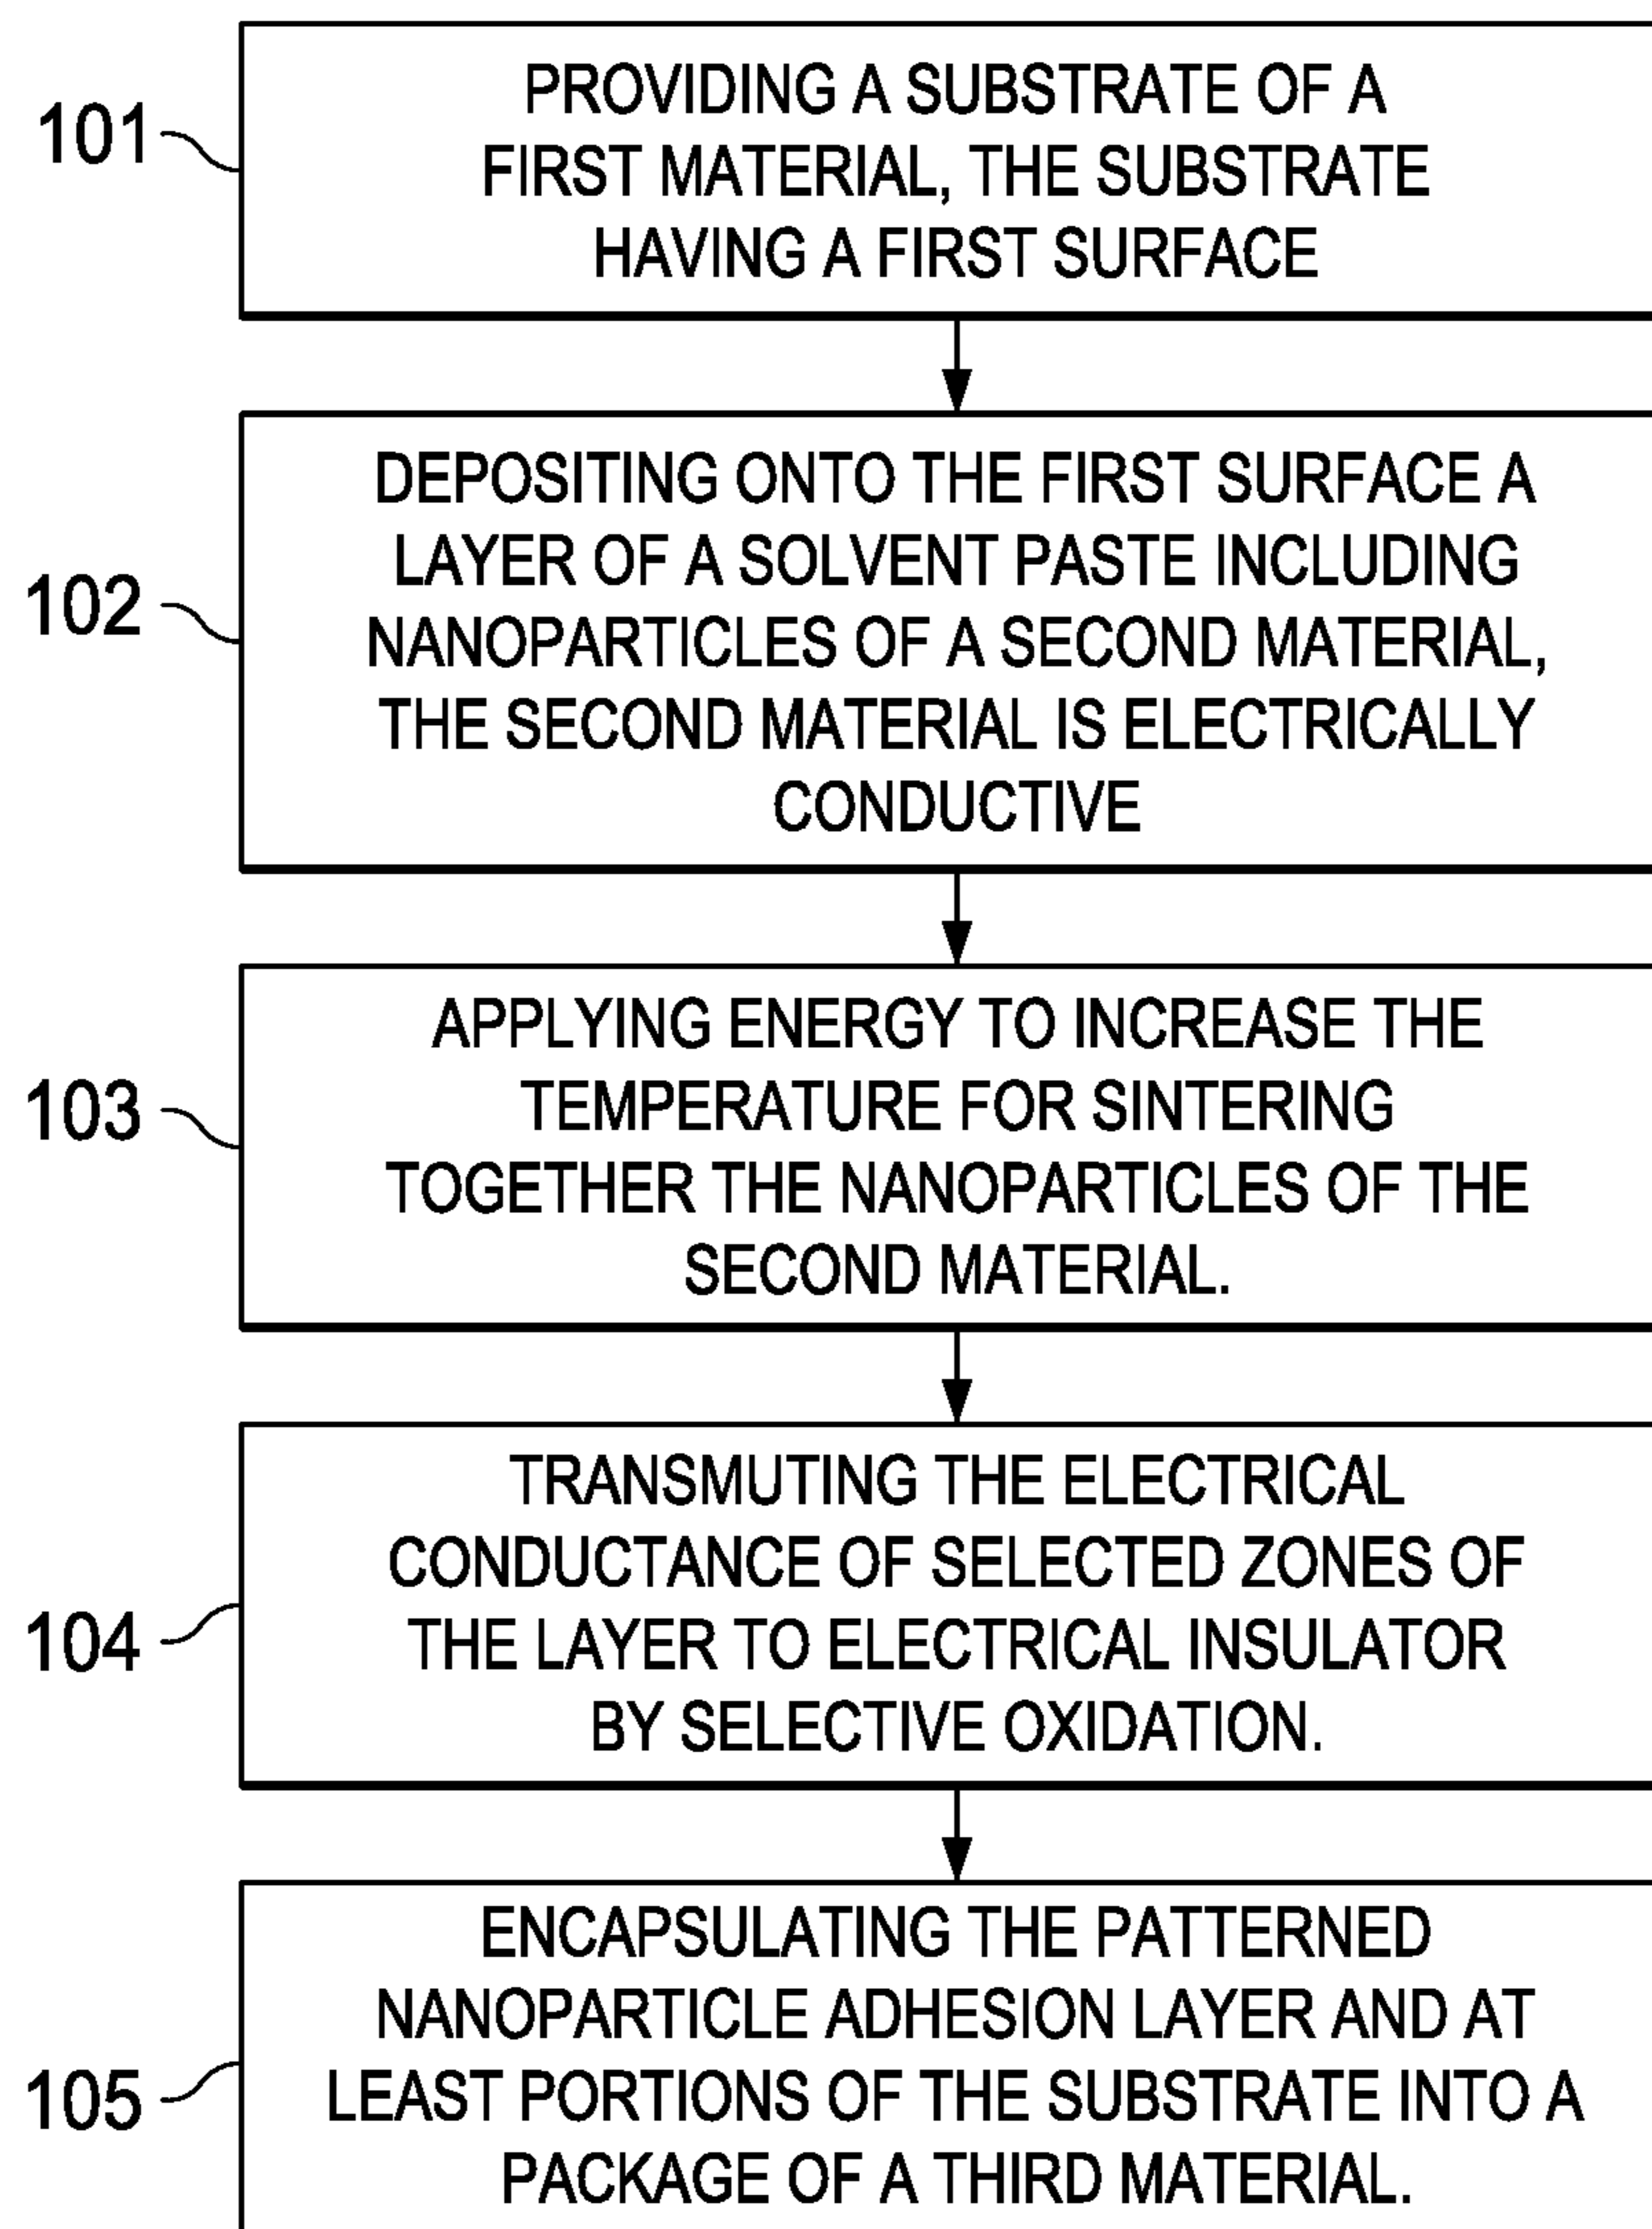 101
PROVIDING A SUBSTRATE OF A
FIRST MATERIAL, THE SUBSTRATE
HAVING A FIRST SURFACE
102
DEPOSITING ONTO THE FIRST SURFACE A
LAYER OF A SOLVENT PASTE INCLUDING
NANOPARTICLES OF A SECOND MATERIAL,
THE SECOND MATERIAL IS ELECTRICALLY
CONDUCTIVE
103
APPLYING ENERGY TO INCREASE THE
TEMPERATURE FOR SINTERING
TOGETHER THE NANOPARTICLES OF THE
SECOND MATERIAL.
104
TRANSMUTING THE ELECTRICAL
CONDUCTANCE OF SELECTED ZONES OF
THE LAYER TO ELECTRICAL INSULATOR
BY SELECTIVE OXIDATION.
105
ENCAPSULATING THE PATTERNED
NANOPARTICLE ADHESION LAYER AND AT
LEAST PORTIONS OF THE SUBSTRATE INTO A
PACKAGE OF A THIRD MATERIAL.